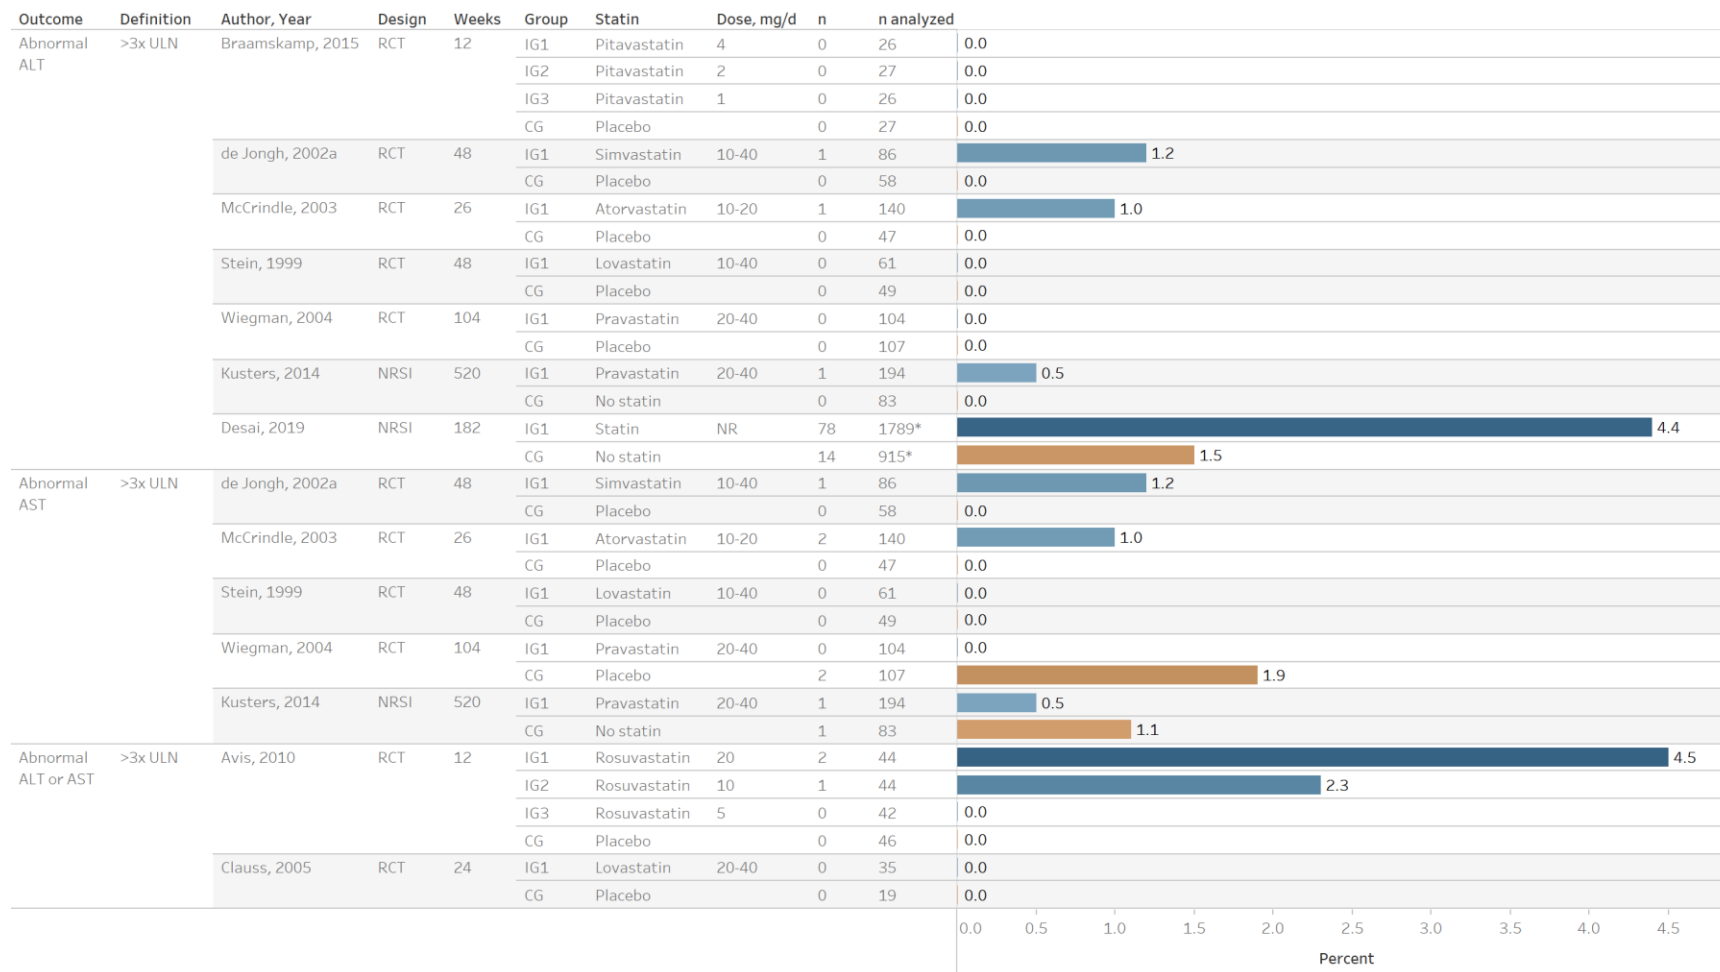 Outcome Definition Author, Year Design Weeks Group Statin Dose, mg/d n n analyzed
Abnormal >3x ULN Braamskamp, 2015 RCT 12 IG1 Pitavastatin 4 0 26 0.0
ALT
IG2 Pitavastatin 2 0 27 0.0
IG3 Pitavastatin 1 0 26 0.0
CG Placebo 0 27 0.0
de Jongh, 2002a RCT 48 IG1 Simvastatin 10-40 1 86 1.2
CG Placebo 0 58 0.0
McCrindle, 2003 RCT 26 IG1 Atorvastatin 10-20 1 140 1.0
CG Placebo 0 47 0.0
Stein, 1999 RCT 48 IG1 Lovastatin 10-40 0 61 0.0
CG Placebo 0 49 0.0
Wiegman, 2004 RCT 104 IG1 Pravastatin 20-40 0 104 0.0
CG Placebo 0 107 0.0
Kusters, 2014 NRSI 520 IG1 Pravastatin 20-40 1 194 0.5
CG No statin 0 83 0.0
Desai, 2019 NRSI 182 IG1 Statin NR 78 1789* 4.4
CG No statin 14 915* 1.5
Abnormal >3x ULN de Jongh, 2002a RCT 48 IG1 Simvastatin 10-40 1 86 1.2
AST
CG Placebo 0 58 0.0
McCrindle, 2003 RCT 26 IG1 Atorvastatin 10-20 2 140 1.0
CG Placebo 0 47 0.0
Stein, 1999 RCT 48 IG1 Lovastatin 10-40 0 61 0.0
CG Placebo 0 49 0.0
Wiegman, 2004 RCT 104 IG1 Pravastatin 20-40 0 104 0.0
CG Placebo 2 107 1.9
Kusters, 2014 NRSI 520 IG1 Pravastatin 20-40 1 194 0.5
CG No statin 1 83 1.1
Abnormal >3x ULN Avis, 2010 RCT 12 IG1 Rosuvastatin 20 2 44 4.5
ALT or AST
IG2 Rosuvastatin 10 1 44 2.3
IG3 Rosuvastatin 5 0 42 0.0
CG Placebo 0 46 0.0
Clauss, 2005 RCT 24 IG1 Lovastatin 20-40 0 35 0.0
CG Placebo 0 19 0.0
0.0 0.5 1.0 1.5 2.0 2.5 3.0 3.5 4.0 4.5
Percent